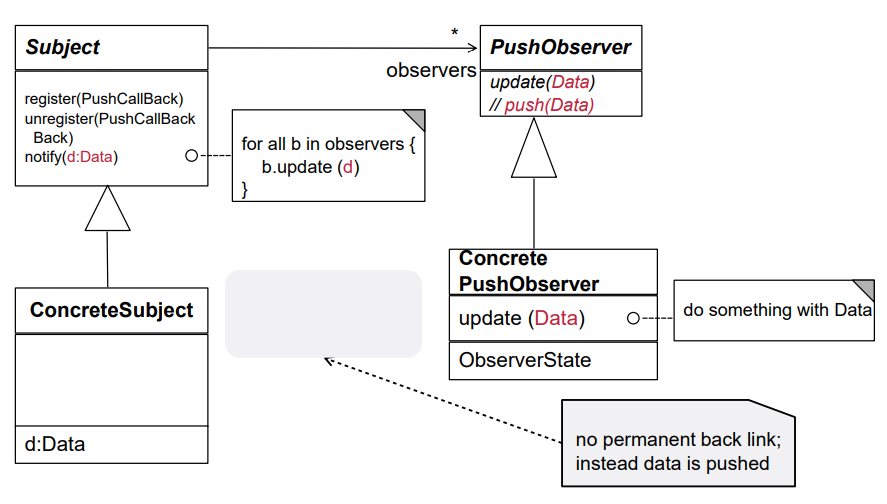 Subject
register(PushCallBack)
unregister(PushCallBack
Back)
notify(d:Data)
*
observers
PushObserver
update(Data)
// push(Data)
for all b in observers {
b.update (d)
}
ConcreteSubject
d:Data
Concrete
PushObserver
update (Data)
ObserverState
do something with Data
no permanent back link;
instead data is pushed